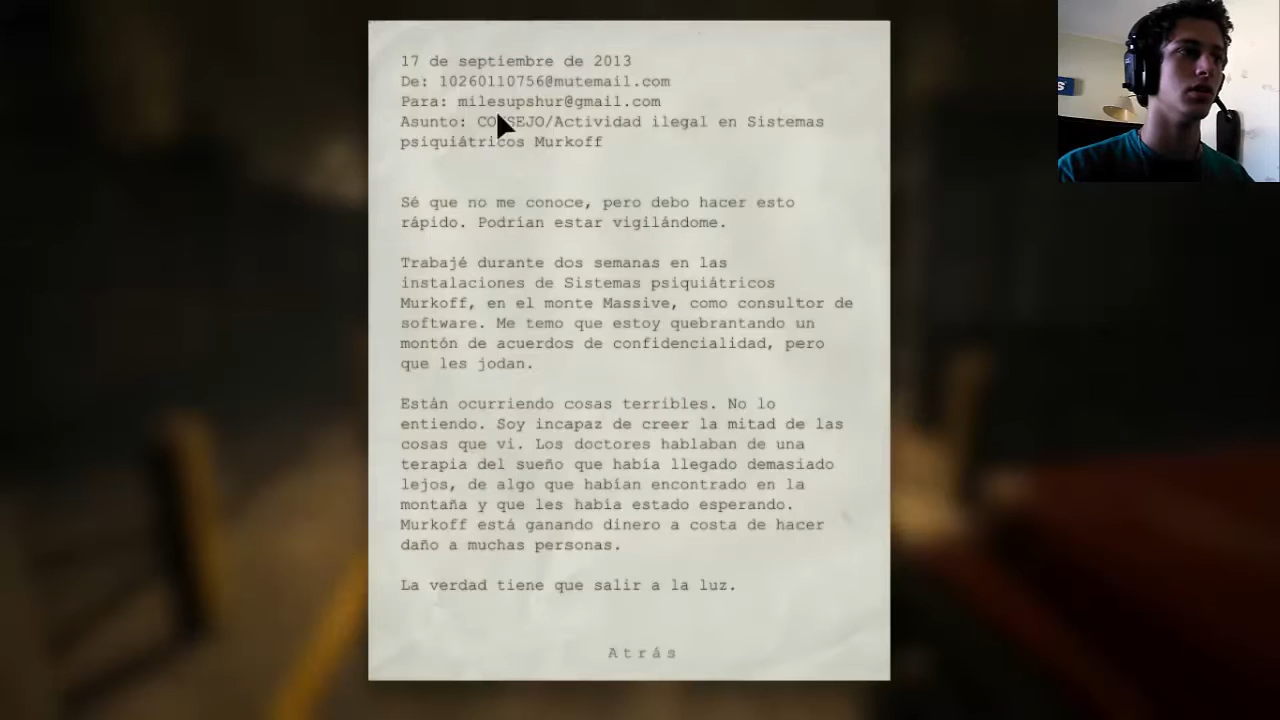 17 de septiembre de 2013
De: 10260110756@mutemail.com
Para: milesupshur@gmail.com
Asunto: CONSEJO/Actividad ilegal en Sistemas
psiquiátricos Murkoff
Sé que no me conoce, pero debo hacer esto
rápido. Podrían estar vigilándome.
Trabajé durante dos semanas en las
instalaciones de Sistemas psiquiátricos
Murkoff, en el monte Massive, como consultor de
software. Me temo que estoy quebrantando un
montón de acuerdos de confidencialidad, pero
que les jodan.
Están ocurriendo cosas terribles. No lo
entiendo. Soy incapaz de creer la mitad de las
cosas que vi. Los doctores hablaban de una
terapia del sueño que había llegado demasiado
lejos, de algo que habían encontrado en la
montaña y que les había estado esperando.
Murkoff está ganando dinero a costa de hacer
daño a muchas personas.
La verdad tiene que salir a la luz.
Atrás